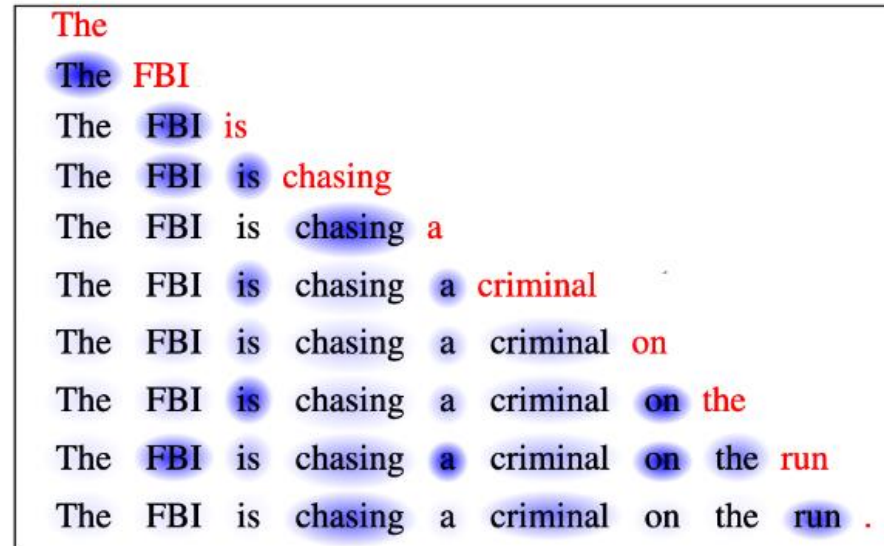 The
The FBI
The FBI is
The FBI is chasing
The FBI is chasing a
The FBI is chasing a criminal
The FBI is chasing a criminal on
The FBI is chasing a criminal on the
The FBI is chasing a criminal on the run
The FBI is chasing a criminal on the run .